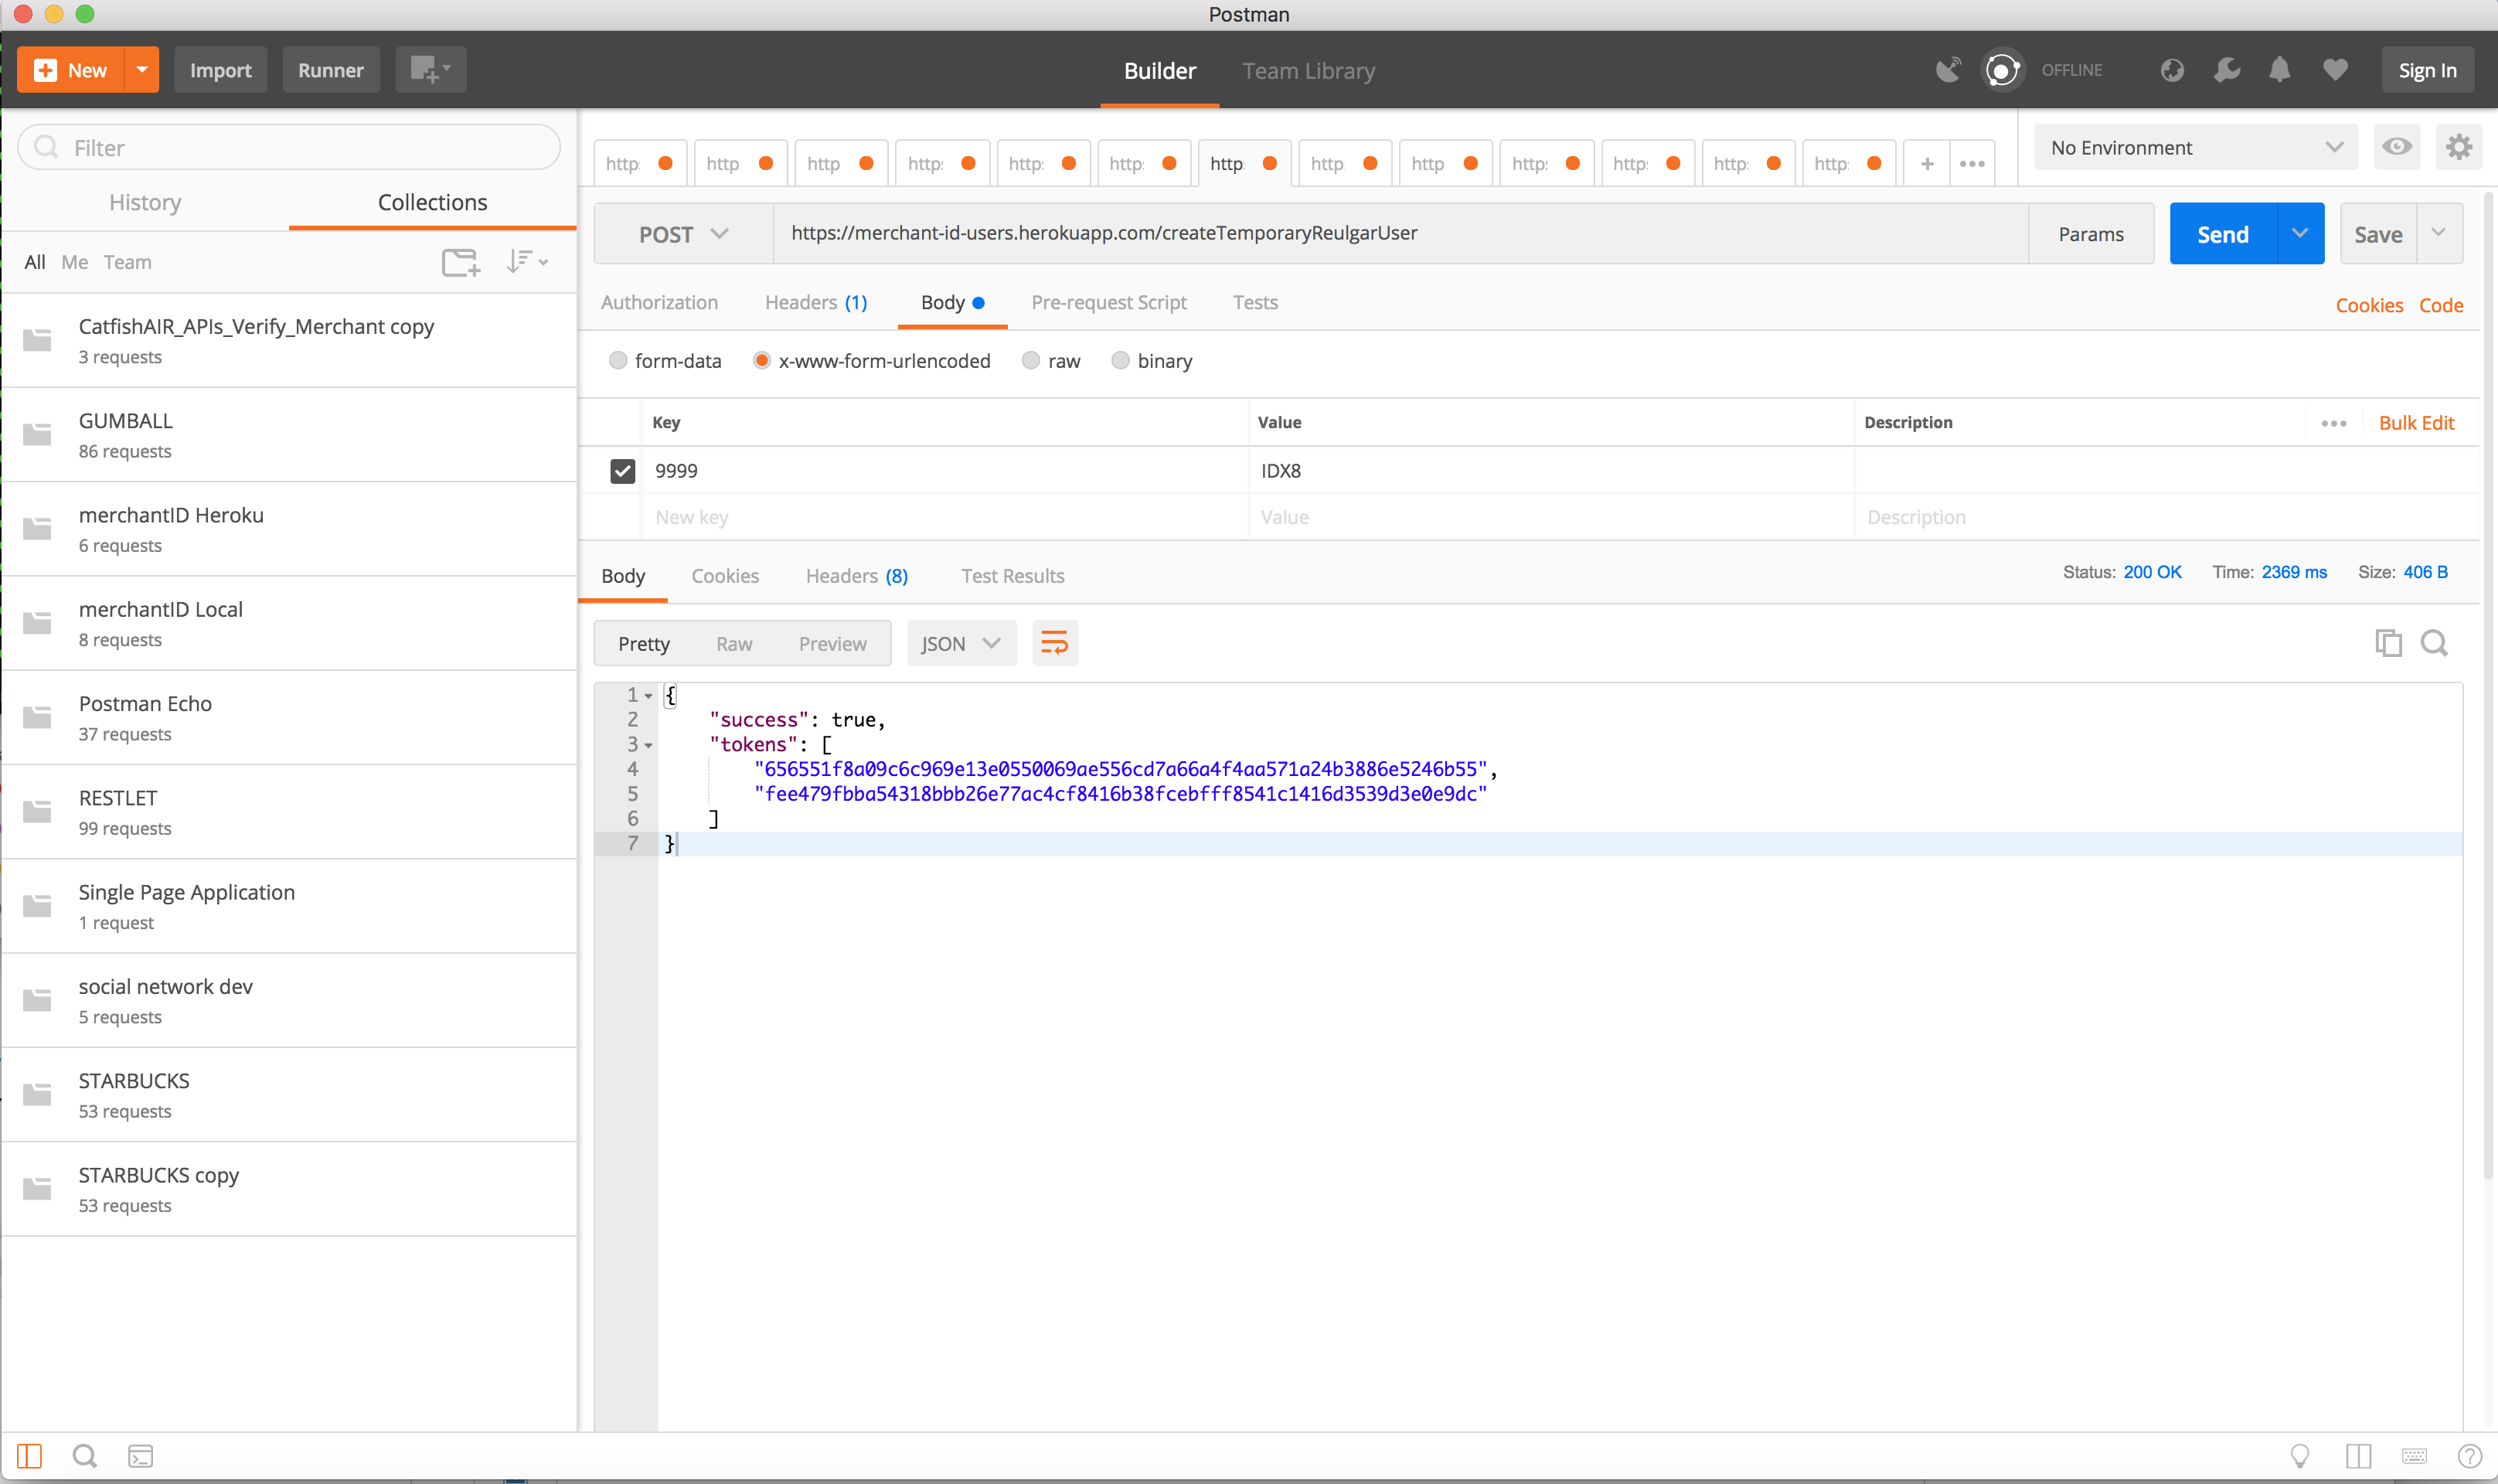 Postman
New Import Runner Builder Team Library OFFLINE Sign In
Filter
History Collections
All Me Team
CatfishAIR_APIs_Verify_Merchant copy
3 requests
GUMBALL
86 requests
merchantID Heroku
6 requests
merchantID Local
8 requests
Postman Echo
37 requests
RESTLET
99 requests
Single Page Application
1 request
social network dev
5 requests
STARBUCKS
53 requests
STARBUCKS copy
53 requests
http http http http: http: http: http http http http: http: http: http: + ••• No Environment
POST https://merchant-id-users.herokuapp.com/createTemporaryReulgarUser Params Send Save
Authorization Headers (1) Body Pre-request Script Tests Cookies Code
form-data x-www-form-urlencoded raw binary
Key Value Description ••• Bulk Edit
9999 IDX8
New key Value Description
Body Cookies Headers (8) Test Results Status: 200 OK Time: 2369 ms Size: 406 B
Pretty Raw Preview JSON
1 {
2 "success": true,
3 "tokens": [
4 "656551f8a09c6c969e13e0550069ae556cd7a66a4f4aa571a24b3886e5246b55",
5 "fee479fbba54318bbb26e77ac4cf8416b38fcebfff8541c1416d3539d3e0e9dc"
6 ]
7 }